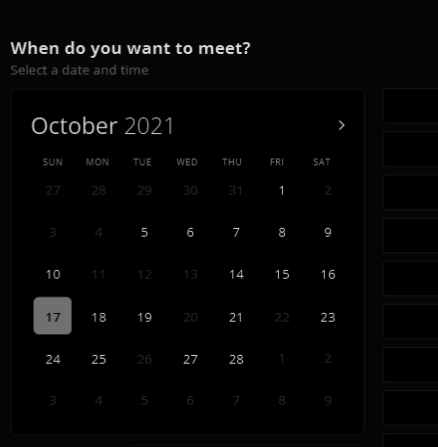 When do you want to meet?
Select a date and time
October 2021 >
SUN MON TUE WED THU FRI SAT
27 28 29 30 31 1 2
3 4 5 6 7 8 9
10 11 12 13 14 15 16
17 18 19 20 21 22 23
24 25 26 27 28 1 2
3 4 5 6 7 8 9